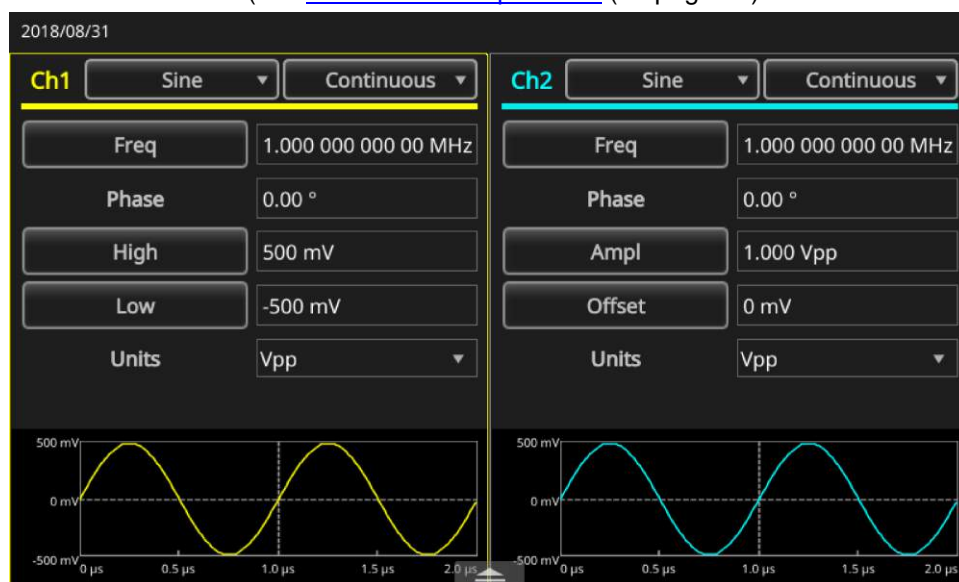 2018/08/31
Ch1 Sine Continuous
Freq 1.000 000 000 00 MHz
Phase 0.00 °
High 500 mV
Low -500 mV
Units Vpp
500 mV
0 mV
-500 mV
0 µs 0.5 µs 1.0 µs 1.5 µs 2.0 µs
Ch2 Sine Continuous
Freq 1.000 000 000 00 MHz
Phase 0.00 °
Ampl 1.000 Vpp
Offset 0 mV
Units Vpp
500 mV
0 mV
-500 mV
0 µs 0.5 µs 1.0 µs 1.5 µs 2.0 µs